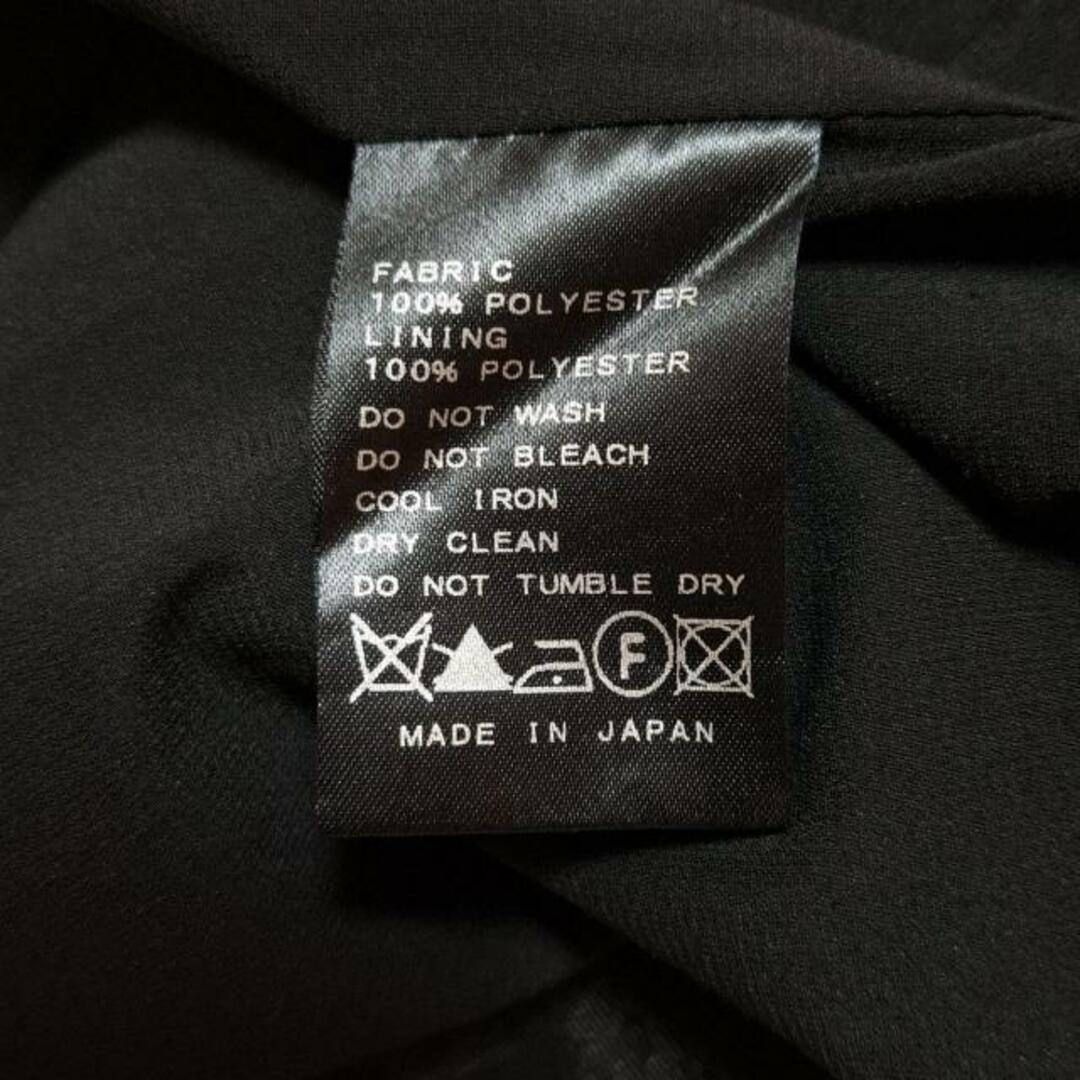 FABRIC
100% POLYESTER
LINING
100% POLYESTER
DO NOT WASH
DO NOT BLEACH
COOL IRON
DRY CLEAN
DO NOT TUMBLE DRY
F
MADE IN JAPAN